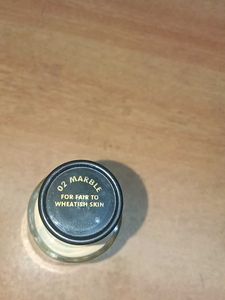 02 MARBLE
FOR FAIR TO
WHEATISH SKIN